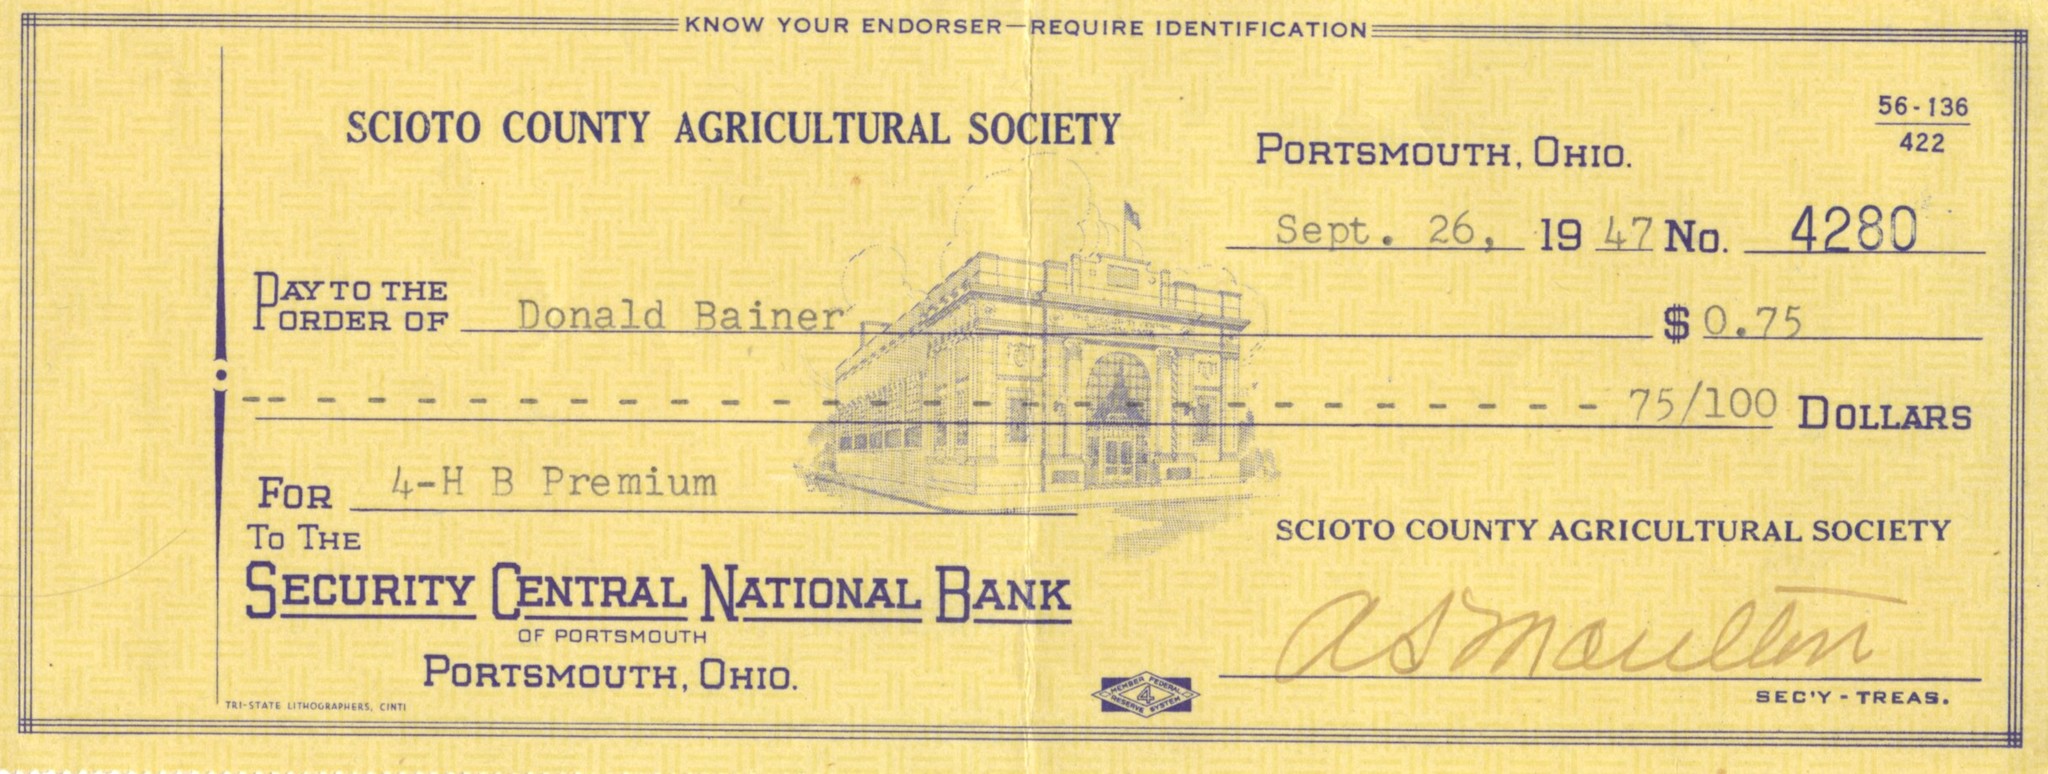 KNOW YOUR ENDORSER—REQUIRE IDENTIFICATION
SCIOTO COUNTY AGRICULTURAL SOCIETY
56-136
422
PORTSMOUTH, OHIO.
Sept. 26, 1947 No. 4280
PAY TO THE
ORDER OF Donald Bainer $ 0.75
75/100 DOLLARS
FOR 4-H B Premium
TO THE
SECURITY CENTRAL NATIONAL BANK
OF PORTSMOUTH
PORTSMOUTH, OHIO.
SCIOTO COUNTY AGRICULTURAL SOCIETY
A S Moulton
SEC'Y - TREAS.
MEMBER FEDERAL
4
RESERVE SYSTEM
TRI-STATE LITHOGRAPHERS, CINTI